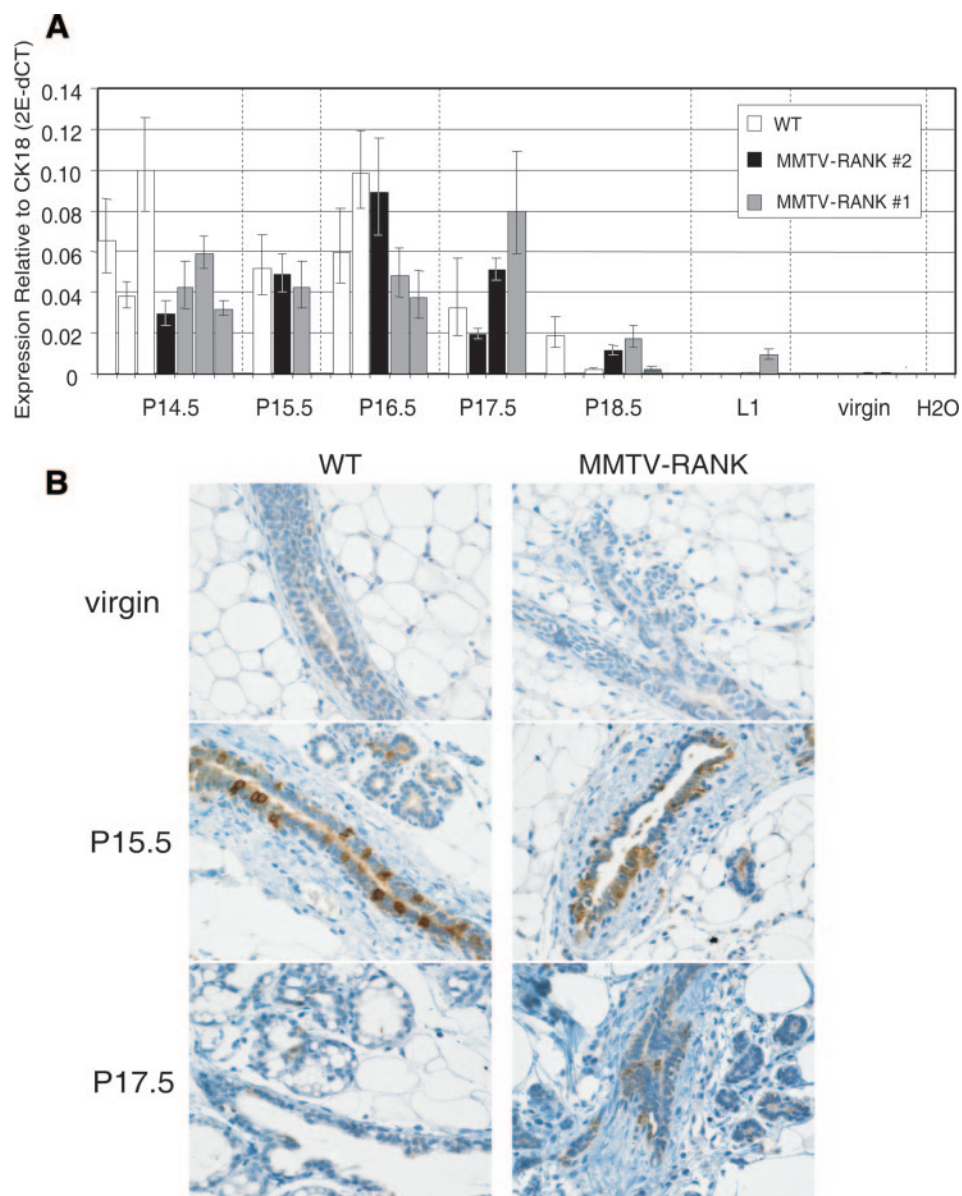 A
Expression Relative to CK18 (2E-dCT)
0.14
0.12
0.10
0.08
0.06
0.04
0.02
0
WT
MMTV-RANK #2
MMTV-RANK #1
P14.5 P15.5 P16.5 P17.5 P18.5 L1 virgin H2O
B
WT MMTV-RANK
virgin
P15.5
P17.5